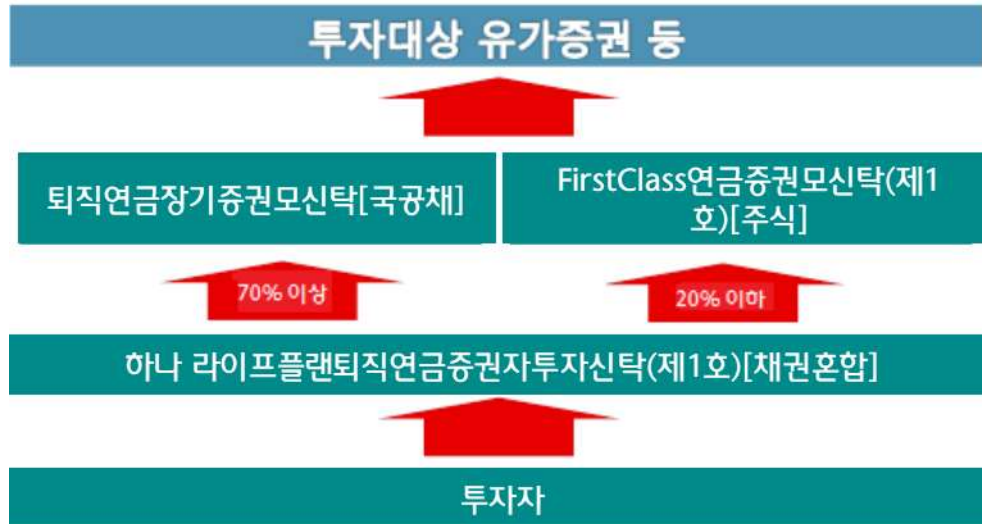 투자대상 유가증권 등
퇴직연금장기증권모신탁[국공채]
FirstClass연금증권모신탁(제1
호)[주식]
70% 이상
20% 이하
하나 라이프플랜퇴직연금증권자투자신탁(제1호)[채권혼합]
투자자